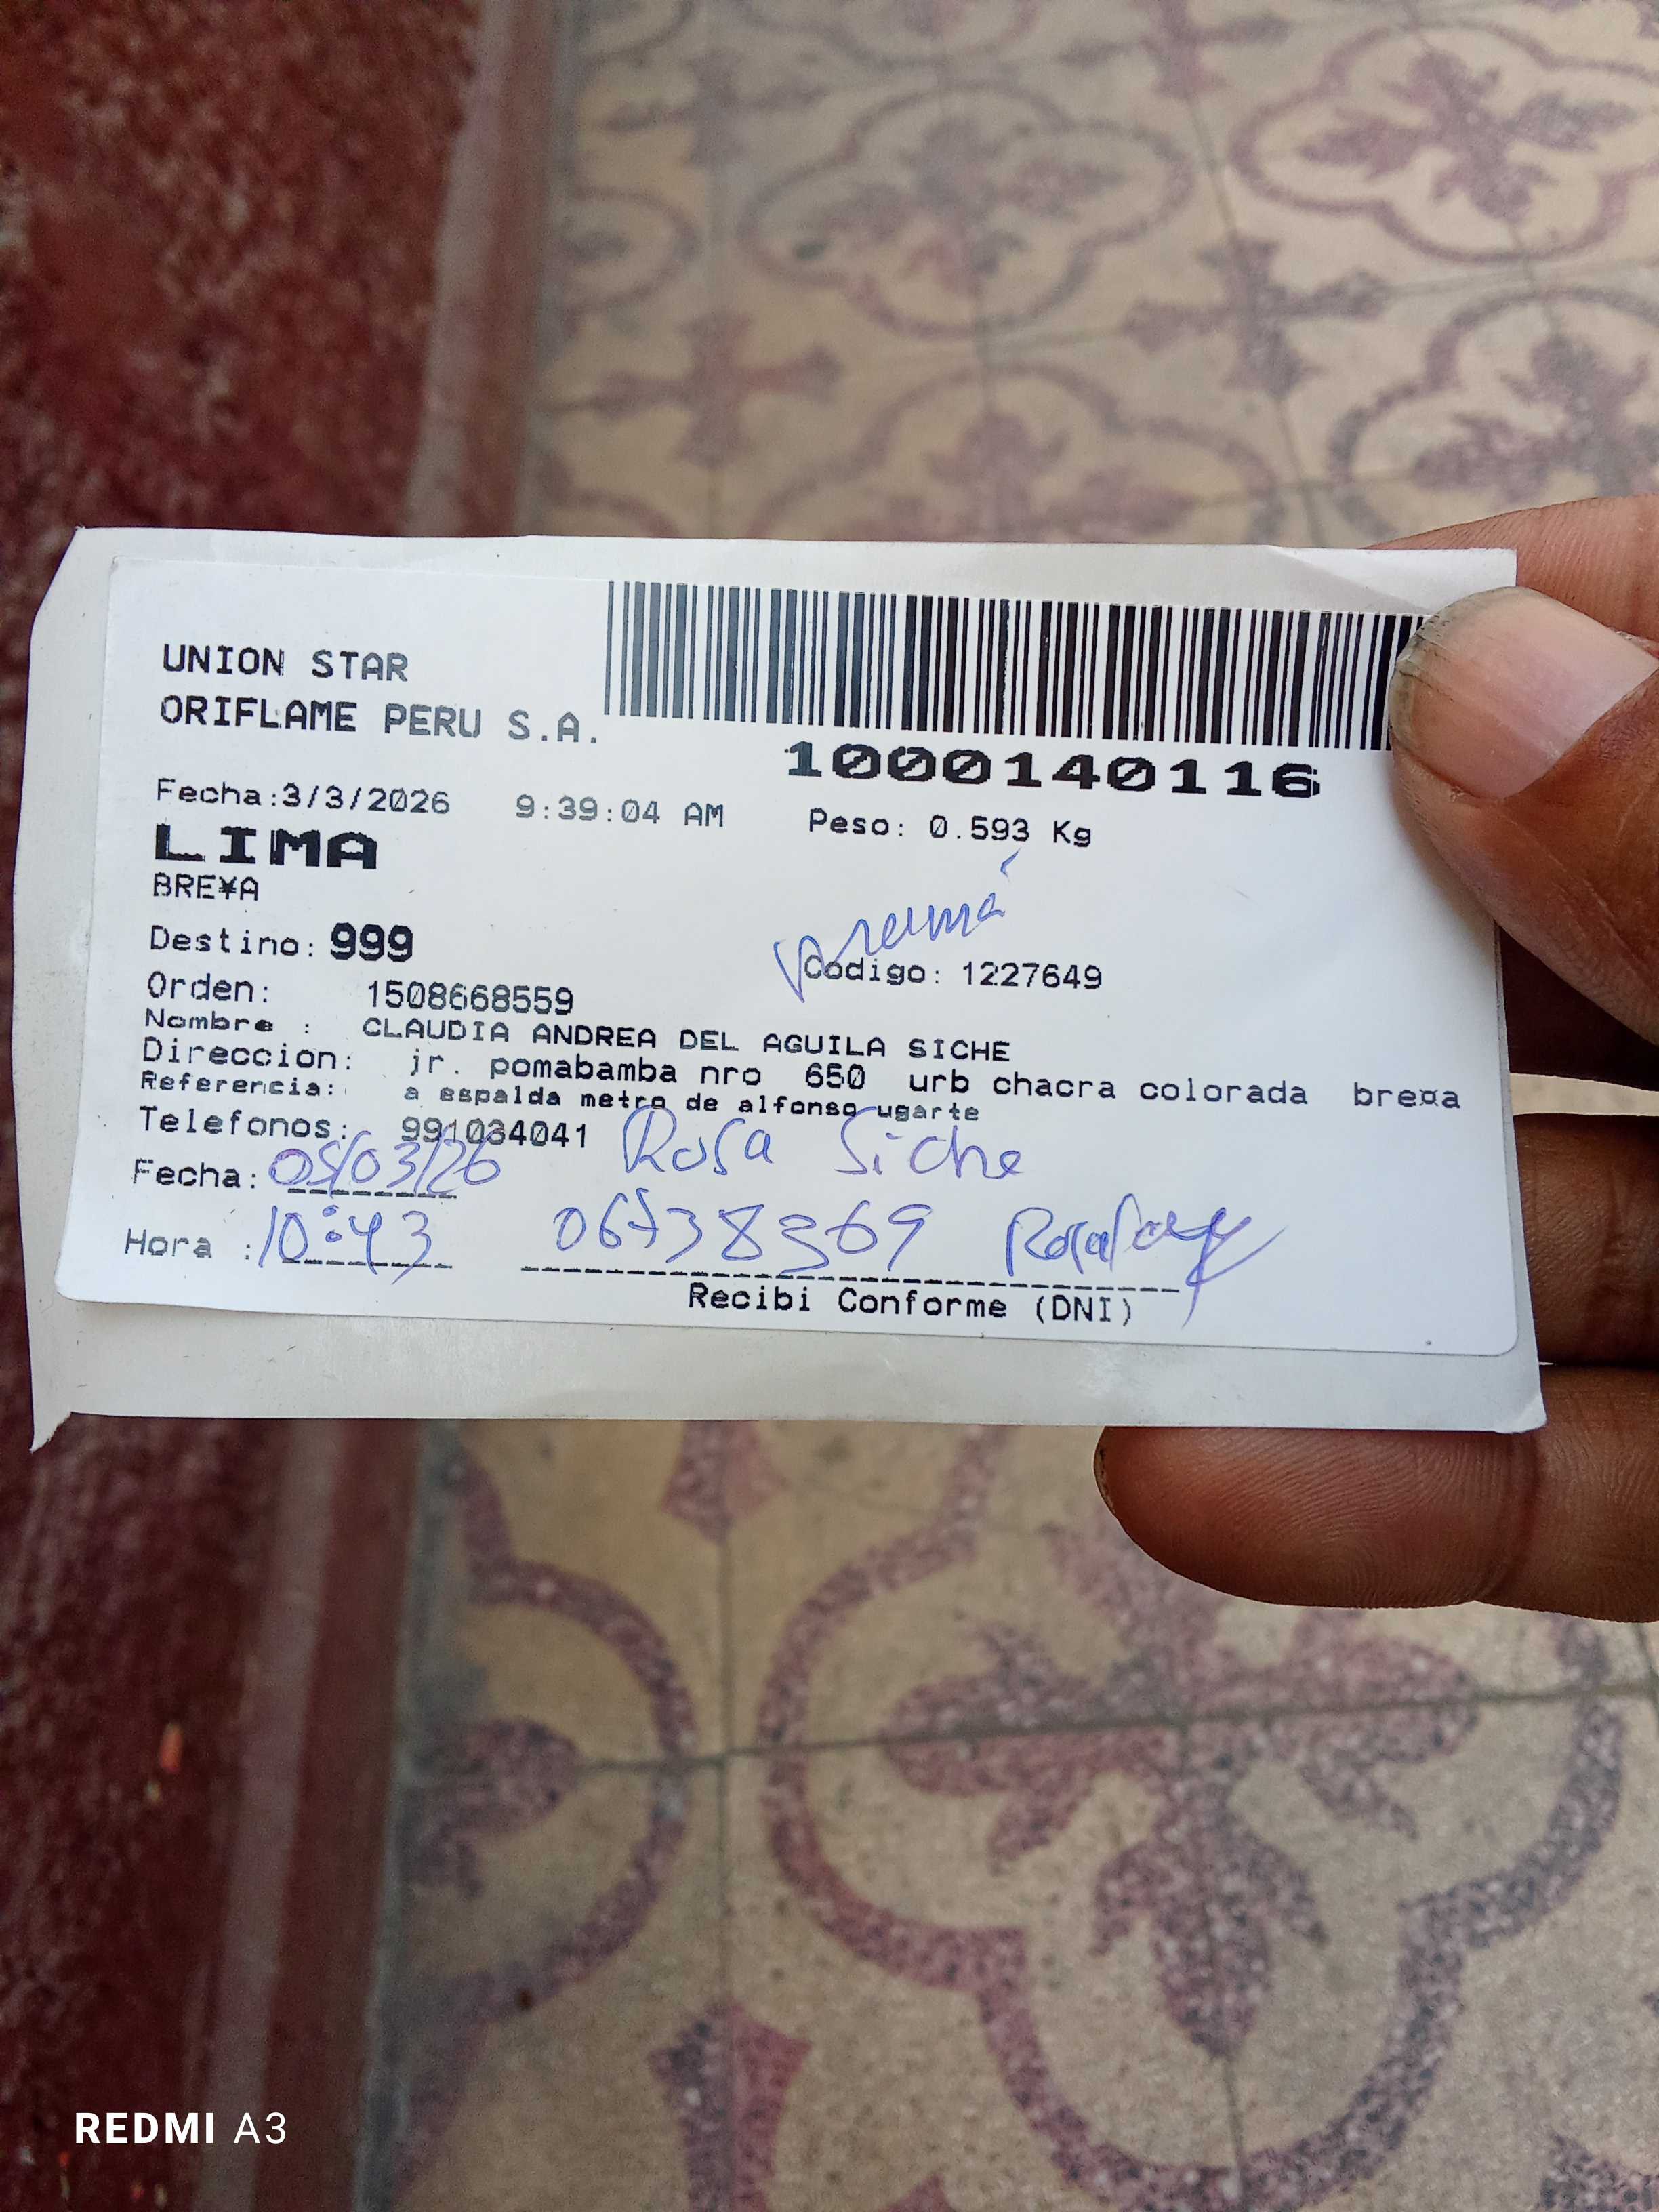 UNION STAR
ORIFLAME PERU S.A.
1000140116
Fecha:3/3/2026 9:39:04 AM Peso: 0.593 Kg
LIMA
BRE¥A
Destino: 999
Codigo: 1227649
Orden: 1508668559
Nombre : CLAUDIA ANDREA DEL AGUILA SICHE
Direccion: jr. pomabamba nro 650 urb chacra colorada bre¤a
Referencia: a espalda metro de alfonso ugarte
Telefonos: 991034041
Rosa Siche
Fecha: 05/03/26
Hora : 10:43 06738369
Recibi Conforme (DNI)
REDMI A3